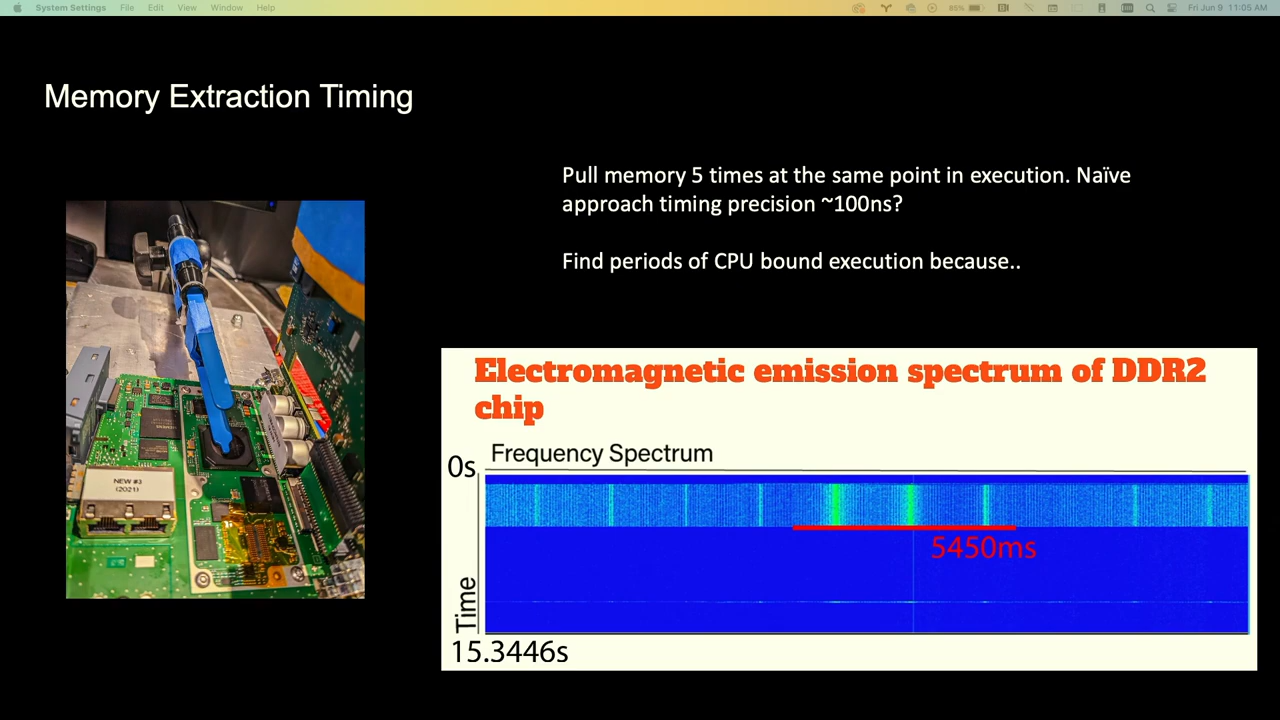 System Settings File Edit View Window Help 85% Fri Jun 9 11:05 AM
Memory Extraction Timing
Pull memory 5 times at the same point in execution. Naïve
approach timing precision ~100ns?
Find periods of CPU bound execution because..
NEW #3
(2021)
Electromagnetic emission spectrum of DDR2
chip
Frequency Spectrum
0s
5450ms
Time
15.3446s